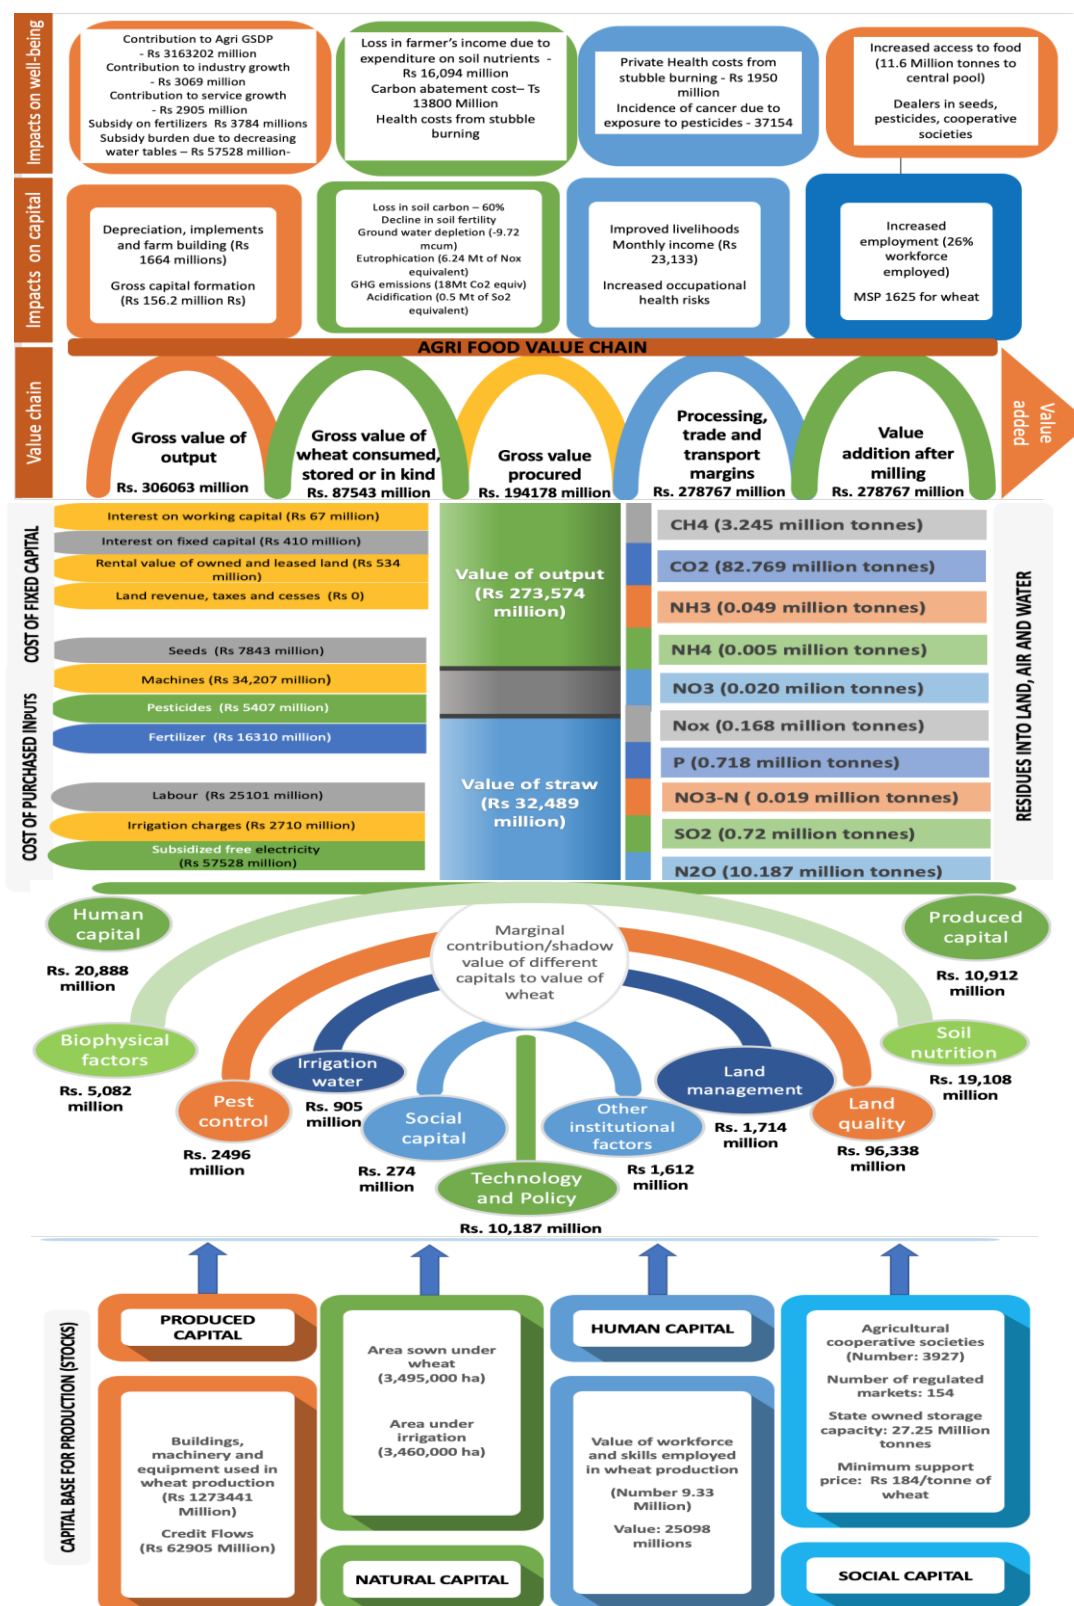 Impacts on well-being
Contribution to Agri GSDP
- Rs 3163202 million
Contribution to industry growth
- Rs 3069 million
Contribution to service growth
- Rs 2905 million
Subsidy on fertilizers Rs 3784 millions
Subsidy burden due to decreasing
water tables – Rs 57528 million-
Loss in farmer's income due to
expenditure on soil nutrients -
Rs 16,094 million
Carbon abatement cost– Ts
13800 Million
Health costs from stubble
burning
Private Health costs from
stubble burning - Rs 1950
million
Incidence of cancer due to
exposure to pesticides - 37154
Increased access to food
(11.6 Million tonnes to
central pool)
Dealers in seeds,
pesticides, cooperative
societies
Impacts on capital
Depreciation, implements
and farm building (Rs
1664 millions)
Gross capital formation
(Rs 156.2 million Rs)
Loss in soil carbon – 60%
Decline in soil fertility
Ground water depletion (-9.72
mcum)
Eutrophication (6.24 Mt of Nox
equivalent)
GHG emissions (18Mt Co2 equiv)
Acidification (0.5 Mt of So2
equivalent)
Improved livelihoods
Monthly income (Rs
23,133)
Increased occupational
health risks
Increased
employment (26%
workforce
employed)
MSP 1625 for wheat
AGRI FOOD VALUE CHAIN
Value chain
Gross value of
output
Rs. 306063 million
Gross value of
wheat consumed,
stored or in kind
Rs. 87543 million
Gross value
procured
Rs. 194178 million
Processing,
trade and
transport
margins
Rs. 278767 million
Value
addition after
milling
Rs. 278767 million
Value
added
COST OF FIXED CAPITAL
Interest on working capital (Rs 67 million)
Interest on fixed capital (Rs 410 million)
Rental value of owned and leased land (Rs 534
million)
Land revenue, taxes and cesses (Rs 0)
COST OF PURCHASED INPUTS
Seeds (Rs 7843 million)
Machines (Rs 34,207 million)
Pesticides (Rs 5407 million)
Fertilizer (Rs 16310 million)
Labour (Rs 25101 million)
Irrigation charges (Rs 2710 million)
Subsidized free electricity
(Rs 57528 million)
Value of output
(Rs 273,574
million)
Value of straw
(Rs 32,489
million)
CH4 (3.245 million tonnes)
CO2 (82.769 million tonnes)
NH3 (0.049 million tonnes)
NH4 (0.005 million tonnes)
NO3 (0.020 milion tonnes)
Nox (0.168 million tonnes)
P (0.718 million tonnes)
NO3-N ( 0.019 million tonnes)
SO2 (0.72 million tonnes)
N2O (10.187 million tonnes)
RESIDUES INTO LAND, AIR AND WATER
Marginal
contribution/shadow
value of different
capitals to value of
wheat
Human
capital
Rs. 20,888
million
Produced
capital
Rs. 10,912
million
Biophysical
factors
Rs. 5,082
million
Soil
nutrition
Rs. 19,108
million
Pest
control
Rs. 2496
million
Irrigation
water
Rs. 905
million
Social
capital
Rs. 274
million
Technology
and Policy
Rs. 10,187 million
Other
institutional
factors
Rs 1,612
million
Land
management
Rs. 1,714
million
Land
quality
Rs. 96,338
million
CAPITAL BASE FOR PRODUCTION (STOCKS)
PRODUCED
CAPITAL
Buildings,
machinery and
equipment used in
wheat production
(Rs 1273441
Million)
Credit Flows
(Rs 62905 Million)
Area sown under
wheat
(3,495,000 ha)
Area under
irrigation
(3,460,000 ha)
NATURAL CAPITAL
HUMAN CAPITAL
Value of workforce
and skills employed
in wheat production
(Number 9.33
Million)
Value: 25098
millions
Agricultural
cooperative societies
(Number: 3927)
Number of regulated
markets: 154
State owned storage
capacity: 27.25 Million
tonnes
Minimum support
price: Rs 184/tonne of
wheat
SOCIAL CAPITAL